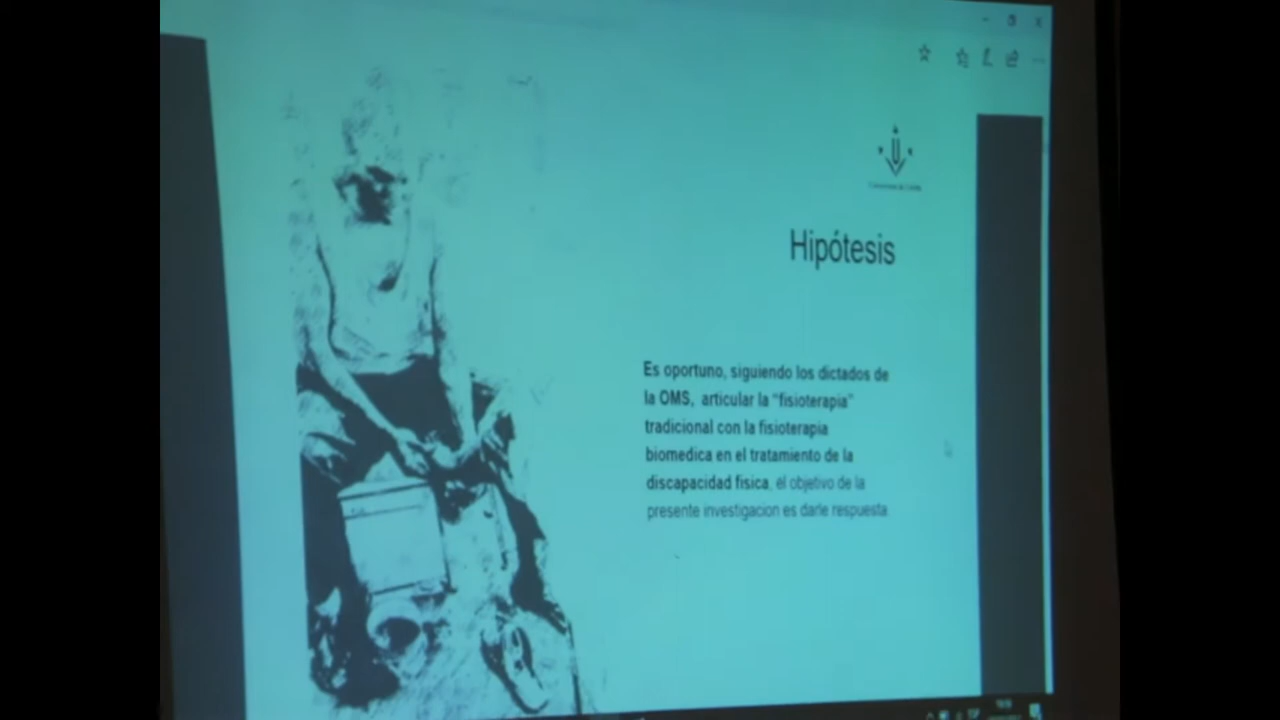 Hipótesis
Es oportuno, siguiendo los dictados de
la OMS, articular la "fisioterapia"
tradicional con la fisioterapia
biomedica en el tratamiento de la
discapacidad fisica, el objetivo de la
presente investigacion es darle respuesta.